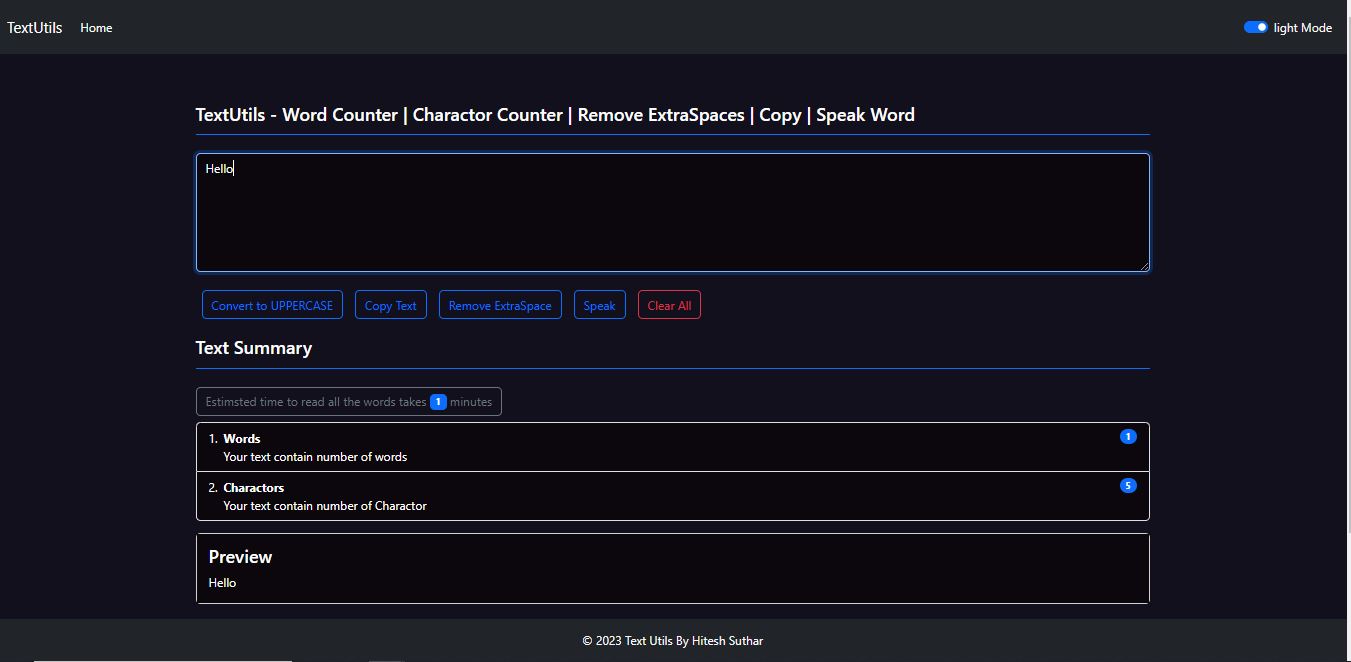 TextUtils Home light Mode
TextUtils - Word Counter | Charactor Counter | Remove ExtraSpaces | Copy | Speak Word
Hello
Convert to UPPERCASE Copy Text Remove ExtraSpace Speak Clear All
Text Summary
Estimsted time to read all the words takes 1 minutes
1. Words 1
Your text contain number of words
2. Charactors 5
Your text contain number of Charactor
Preview
Hello
© 2023 Text Utils By Hitesh Suthar